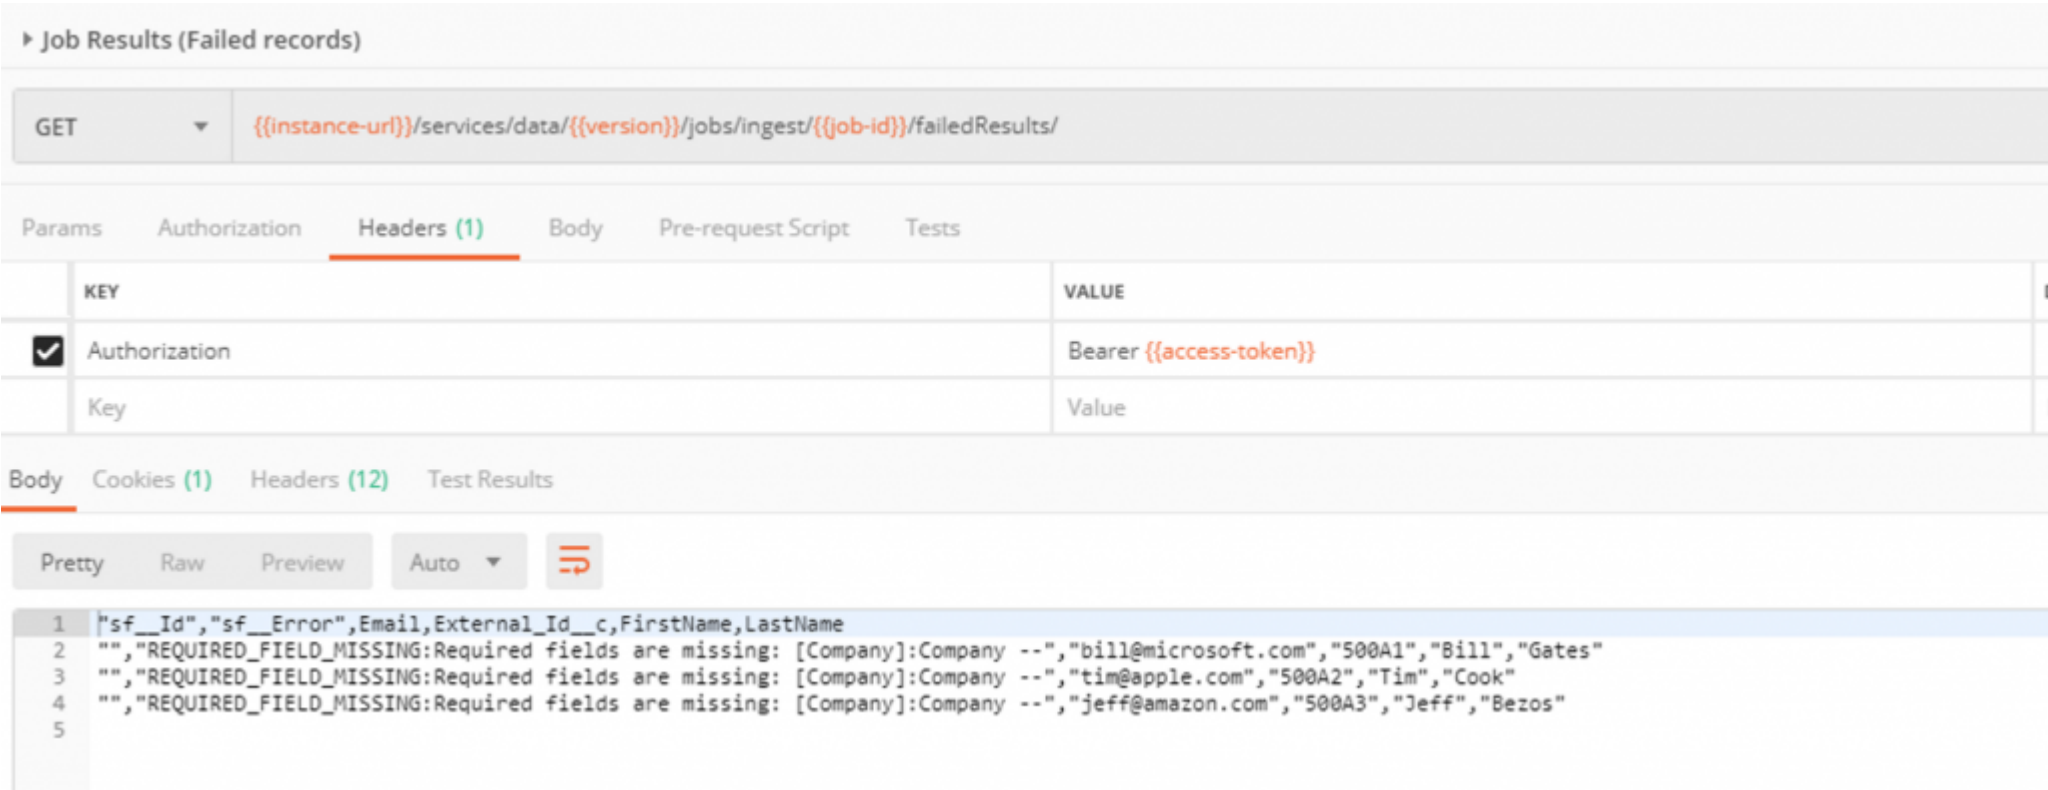 Job Results (Failed records)
GET {{instance-url}}/services/data/{{version}}/jobs/ingest/{{job-id}}/failedResults/
Params Authorization Headers (1) Body Pre-request Script Tests
KEY VALUE
Authorization Bearer {{access-token}}
Key Value
Body Cookies (1) Headers (12) Test Results
Pretty Raw Preview Auto
1 "sf__Id","sf__Error",Email,External_Id__c,FirstName,LastName
2 "","REQUIRED_FIELD_MISSING:Required fields are missing: [Company]:Company --","bill@microsoft.com","500A1","Bill","Gates"
3 "","REQUIRED_FIELD_MISSING:Required fields are missing: [Company]:Company --","tim@apple.com","500A2","Tim","Cook"
4 "","REQUIRED_FIELD_MISSING:Required fields are missing: [Company]:Company --","jeff@amazon.com","500A3","Jeff","Bezos"
5